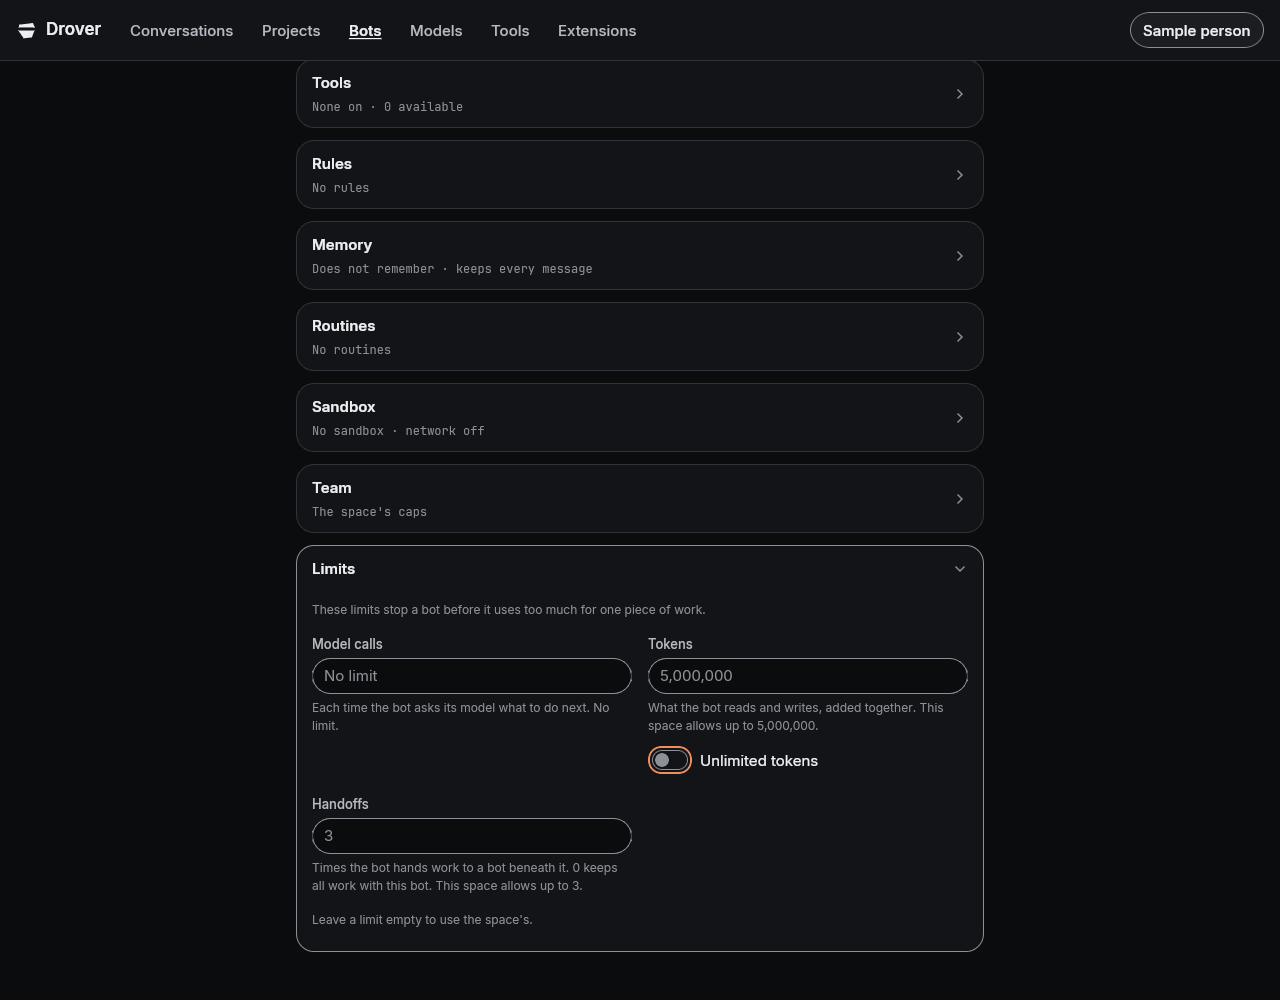 Drover
Conversations
Projects
Bots
Models
Tools
Extensions
Sample person
Tools
None on · 0 available
Rules
No rules
Memory
Does not remember · keeps every message
Routines
No routines
Sandbox
No sandbox · network off
Team
The space's caps
Limits
These limits stop a bot before it uses too much for one piece of work.
Model calls
No limit
Each time the bot asks its model what to do next. No
limit.
Tokens
5,000,000
What the bot reads and writes, added together. This
space allows up to 5,000,000.
Unlimited tokens
Handoffs
3
Times the bot hands work to a bot beneath it. 0 keeps
all work with this bot. This space allows up to 3.
Leave a limit empty to use the space's.